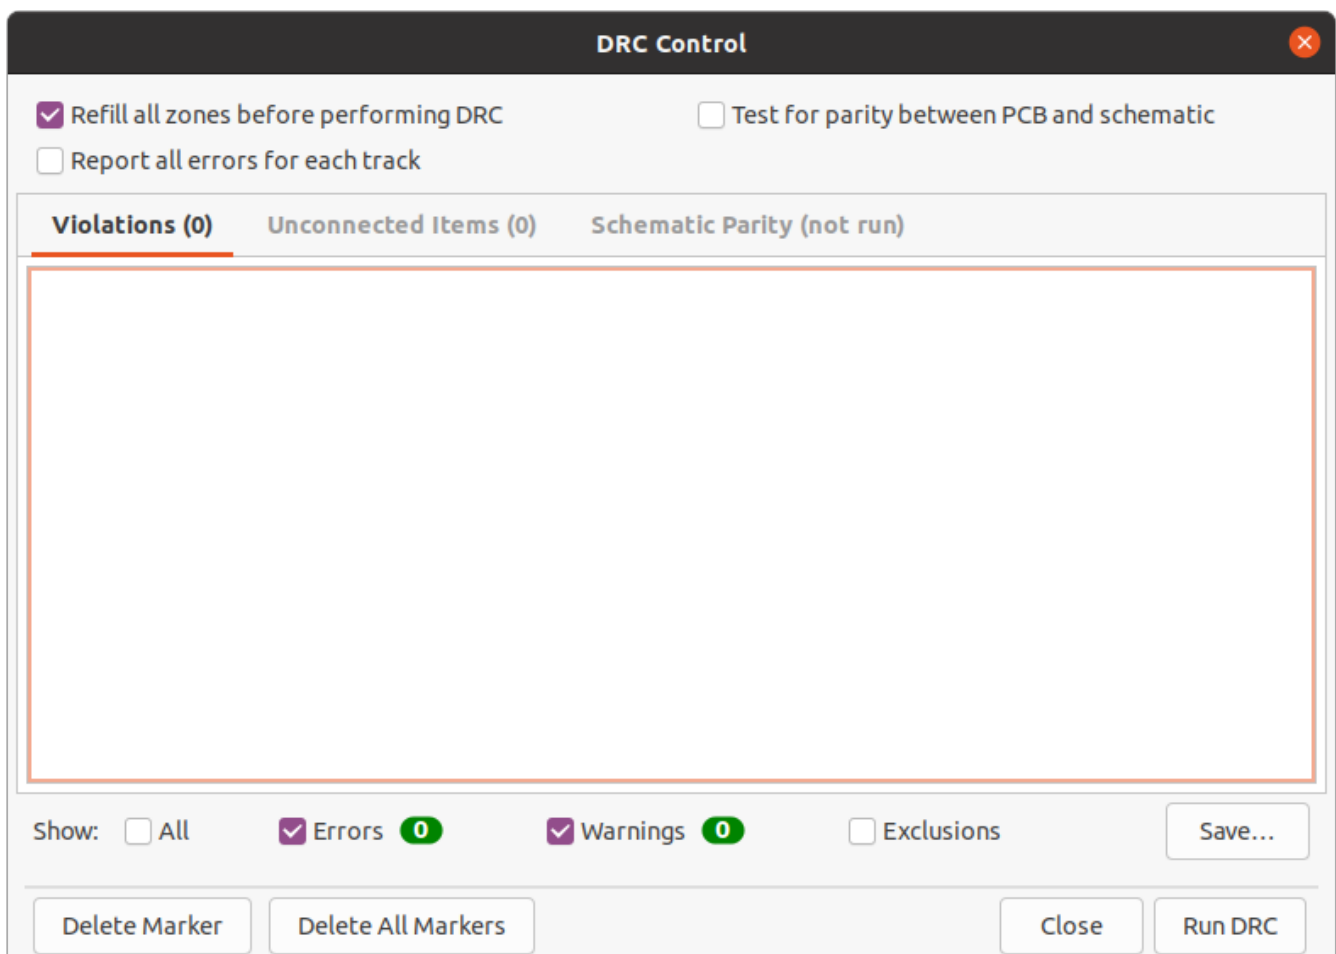 DRC Control
Refill all zones before performing DRC
Test for parity between PCB and schematic
Report all errors for each track
Violations (0)
Unconnected Items (0)
Schematic Parity (not run)
Show:
All
Errors
0
Warnings
0
Exclusions
Save...
Delete Marker
Delete All Markers
Close
Run DRC